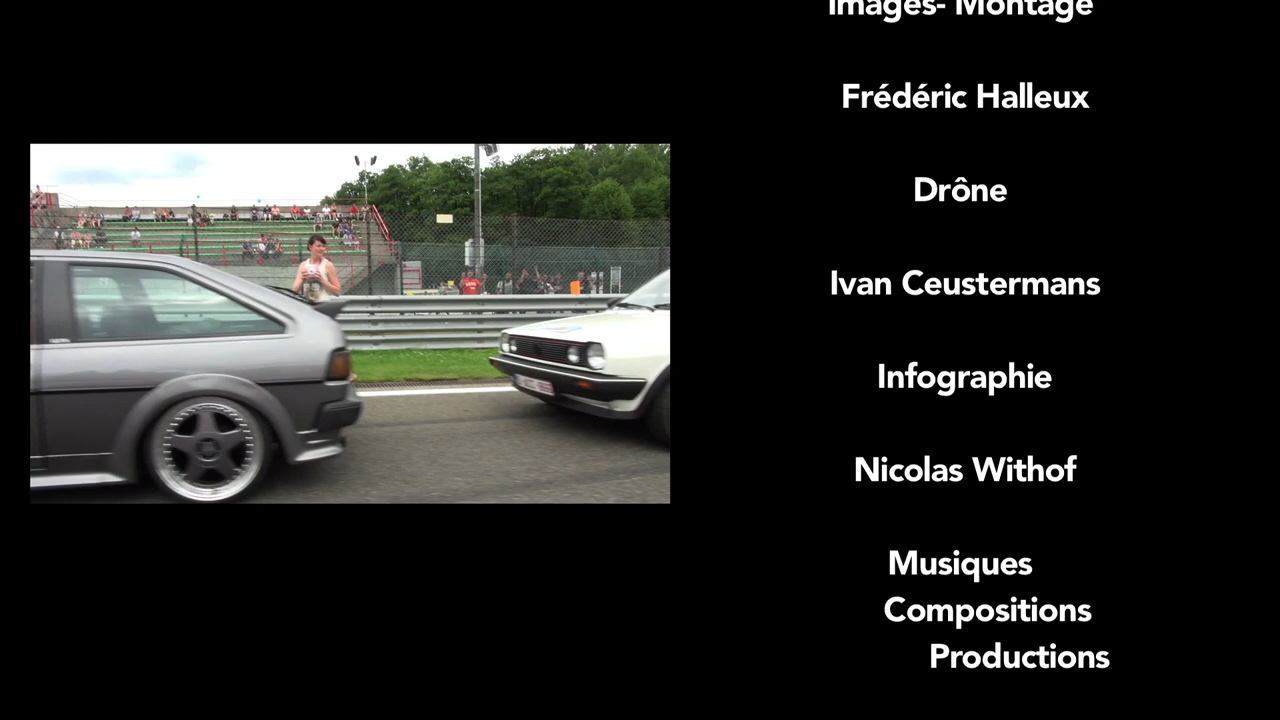 Images- Montage
Frédéric Halleux
Drône
Ivan Ceustermans
Infographie
Nicolas Withof
Musiques
Compositions
Productions